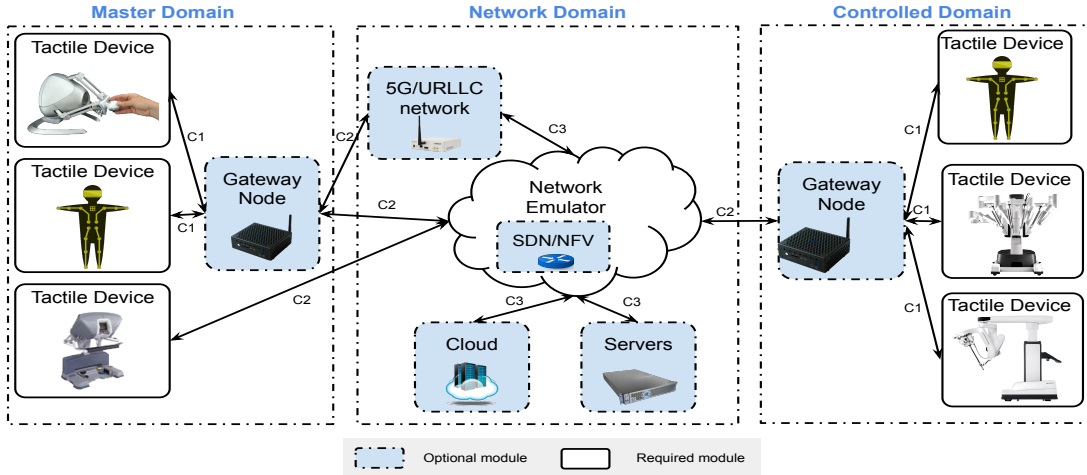 Master Domain
Network Domain
Controlled Domain
Tactile Device
C1
Tactile Device
C1
Tactile Device
Gateway
Node
C2
C2
C2
5G/URLLC
network
C3
Network
Emulator
SDN/NFV
C3
C3
Cloud
Servers
C2
Gateway
Node
C1
C1
C1
Tactile Device
Tactile Device
Tactile Device
Optional module
Required module